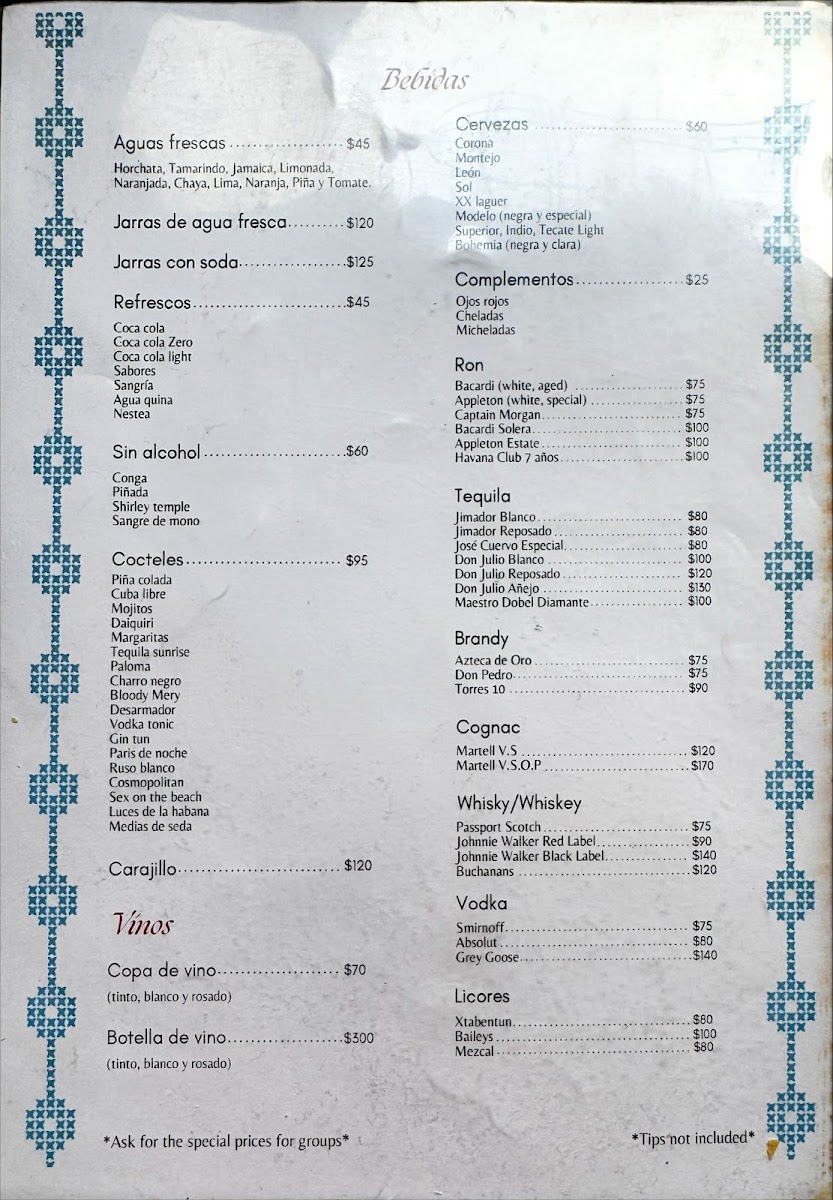 Bebidas
Aguas frescas ..................... $45
Horchata, Tamarindo, Jamaica, Limonada,
Naranjada, Chaya, Lima, Naranja, Piña y Tomate.
Jarras de agua fresca.......... $120
Jarras con soda................... $125
Refrescos........................... $45
Coca cola
Coca cola Zero
Coca cola light
Sabores
Sangría
Agua quina
Nestea
Sin alcohol ......................... $60
Conga
Piñada
Shirley temple
Sangre de mono
Cocteles............................ $95
Piña colada
Cuba libre
Mojitos
Daiquiri
Margaritas
Tequila sunrise
Paloma
Charro negro
Bloody Mery
Desarmador
Vodka tonic
Gin tun
Paris de noche
Ruso blanco
Cosmopolitan
Sex on the beach
Luces de la habana
Medias de seda
Carajillo............................. $120
Vinos
Copa de vino..................... $70
(tinto, blanco y rosado)
Botella de vino.................... $300
(tinto, blanco y rosado)
Cervezas ........................... $60
Corona
Montejo
León
Sol
XX laguer
Modelo (negra y especial)
Superior, Indio, Tecate Light
Bohemia (negra y clara)
Complementos................... $25
Ojos rojos
Cheladas
Micheladas
Ron
Bacardi (white, aged) ........................... $75
Appleton (white, special) ....................... $75
Captain Morgan.................................. $75
Bacardi Solera.................................... $100
Appleton Estate.................................. $100
Havana Club 7 años.............................. $100
Tequila
Jimador Blanco................................... $80
Jimador Reposado............................... $80
José Cuervo Especial............................ $80
Don Julio Blanco ................................. $100
Don Julio Reposado............................. $120
Don Julio Añejo .................................. $130
Maestro Dobel Diamante...................... $100
Brandy
Azteca de Oro .................................... $75
Don Pedro......................................... $75
Torres 10 .......................................... $90
Cognac
Martell V.S ........................................ $120
Martell V.S.O.P................................... $170
Whisky/Whiskey
Passport Scotch.................................. $75
Johnnie Walker Red Label..................... $90
Johnnie Walker Black Label................... $140
Buchanans ........................................ $120
Vodka
Smirnoff............................................ $75
Absolut ............................................ $80
Grey Goose........................................ $140
Licores
Xtabentun.......................................... $80
Baileys ............................................. $100
Mezcal ............................................. $80
*Ask for the special prices for groups*
*Tips not included*